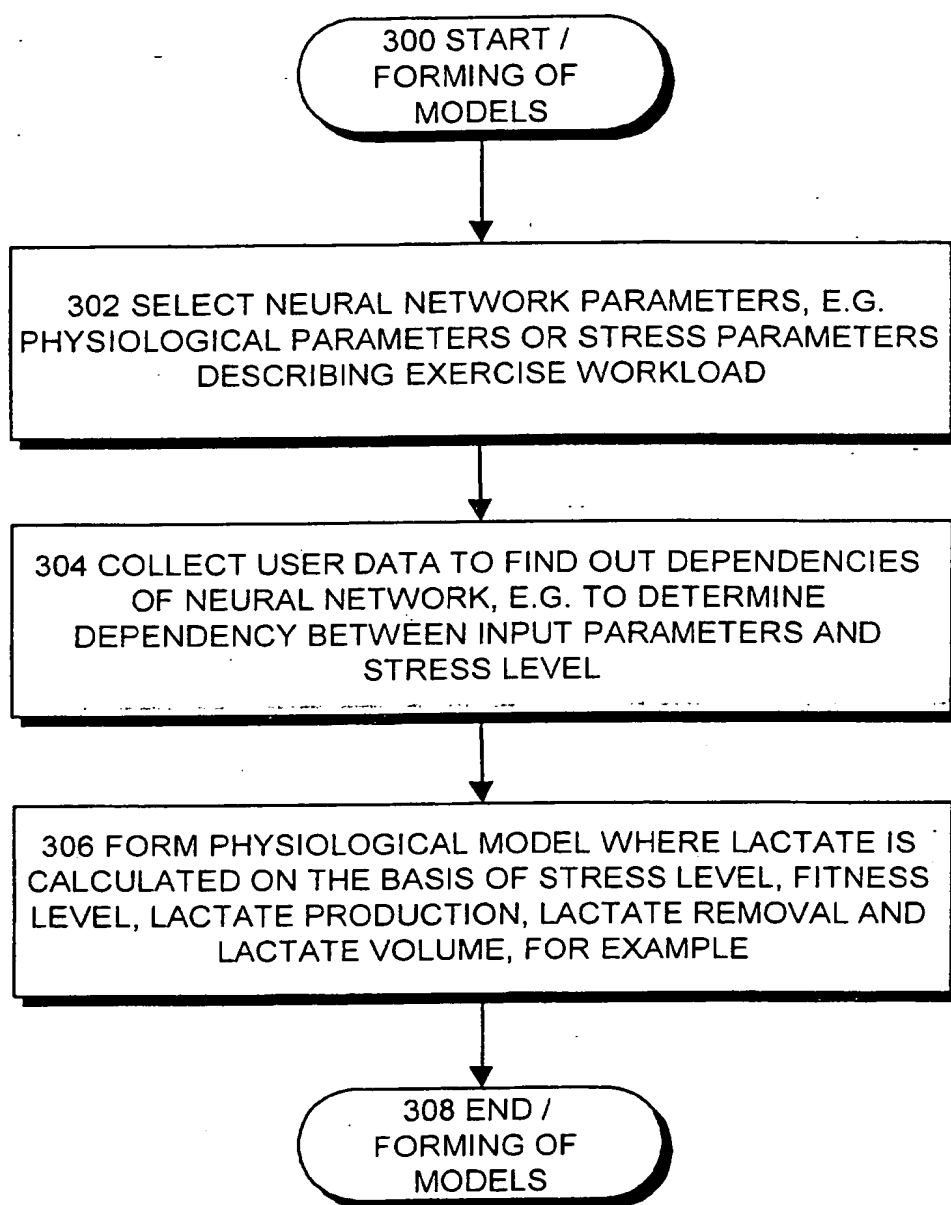 300 START /
FORMING OF
MODELS
302 SELECT NEURAL NETWORK PARAMETERS, E.G.
PHYSIOLOGICAL PARAMETERS OR STRESS PARAMETERS
DESCRIBING EXERCISE WORKLOAD
304 COLLECT USER DATA TO FIND OUT DEPENDENCIES
OF NEURAL NETWORK, E.G. TO DETERMINE
DEPENDENCY BETWEEN INPUT PARAMETERS AND
STRESS LEVEL
306 FORM PHYSIOLOGICAL MODEL WHERE LACTATE IS
CALCULATED ON THE BASIS OF STRESS LEVEL, FITNESS
LEVEL, LACTATE PRODUCTION, LACTATE REMOVAL AND
LACTATE VOLUME, FOR EXAMPLE
308 END /
FORMING OF
MODELS